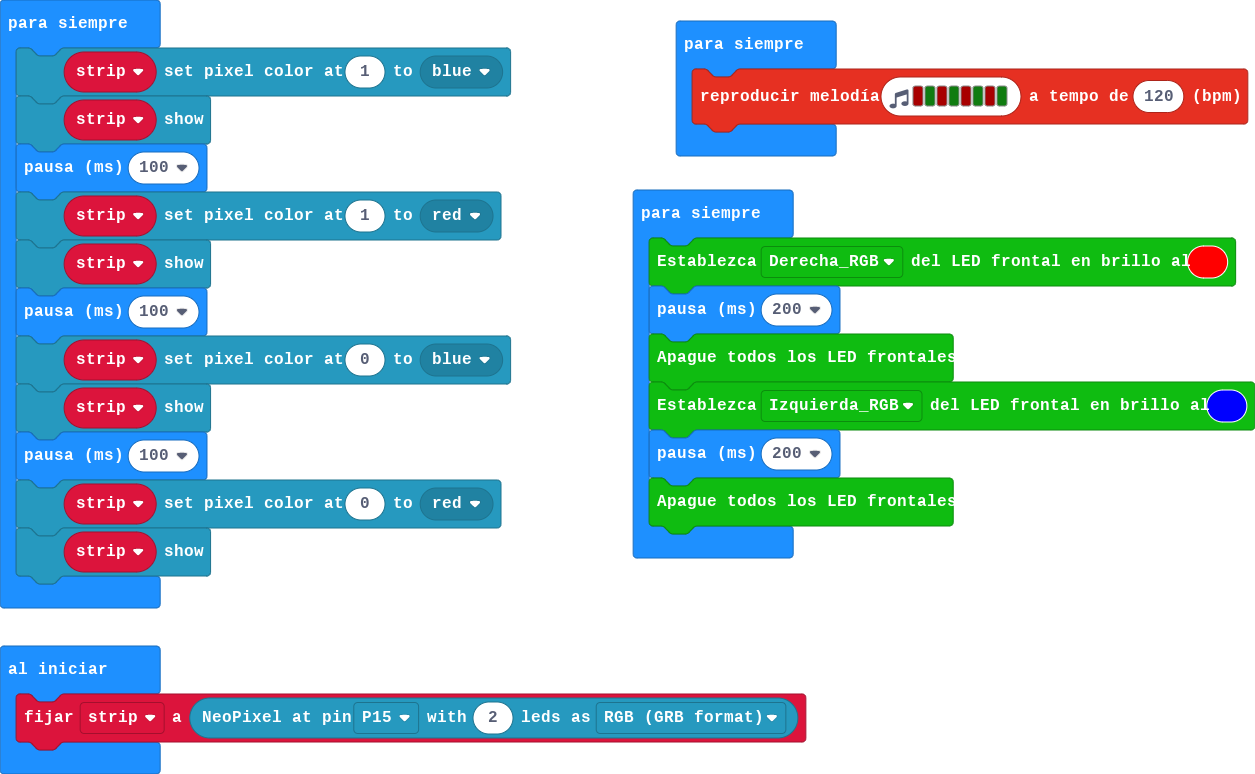 para siempre
strip set pixel color at 1 to blue
strip show
pausa (ms) 100
strip set pixel color at 1 to red
strip show
pausa (ms) 100
strip set pixel color at 0 to blue
strip show
pausa (ms) 100
strip set pixel color at 0 to red
strip show
al iniciar
fijar strip a NeoPixel at pin P15 with 2 leds as RGB (GRB format)
para siempre
reproducir melodía a tempo de 120 (bpm)
para siempre
Establezca Derecha_RGB del LED frontal en brillo al
pausa (ms) 200
Apague todos los LED frontales
Establezca Izquierda_RGB del LED frontal en brillo al
pausa (ms) 200
Apague todos los LED frontales